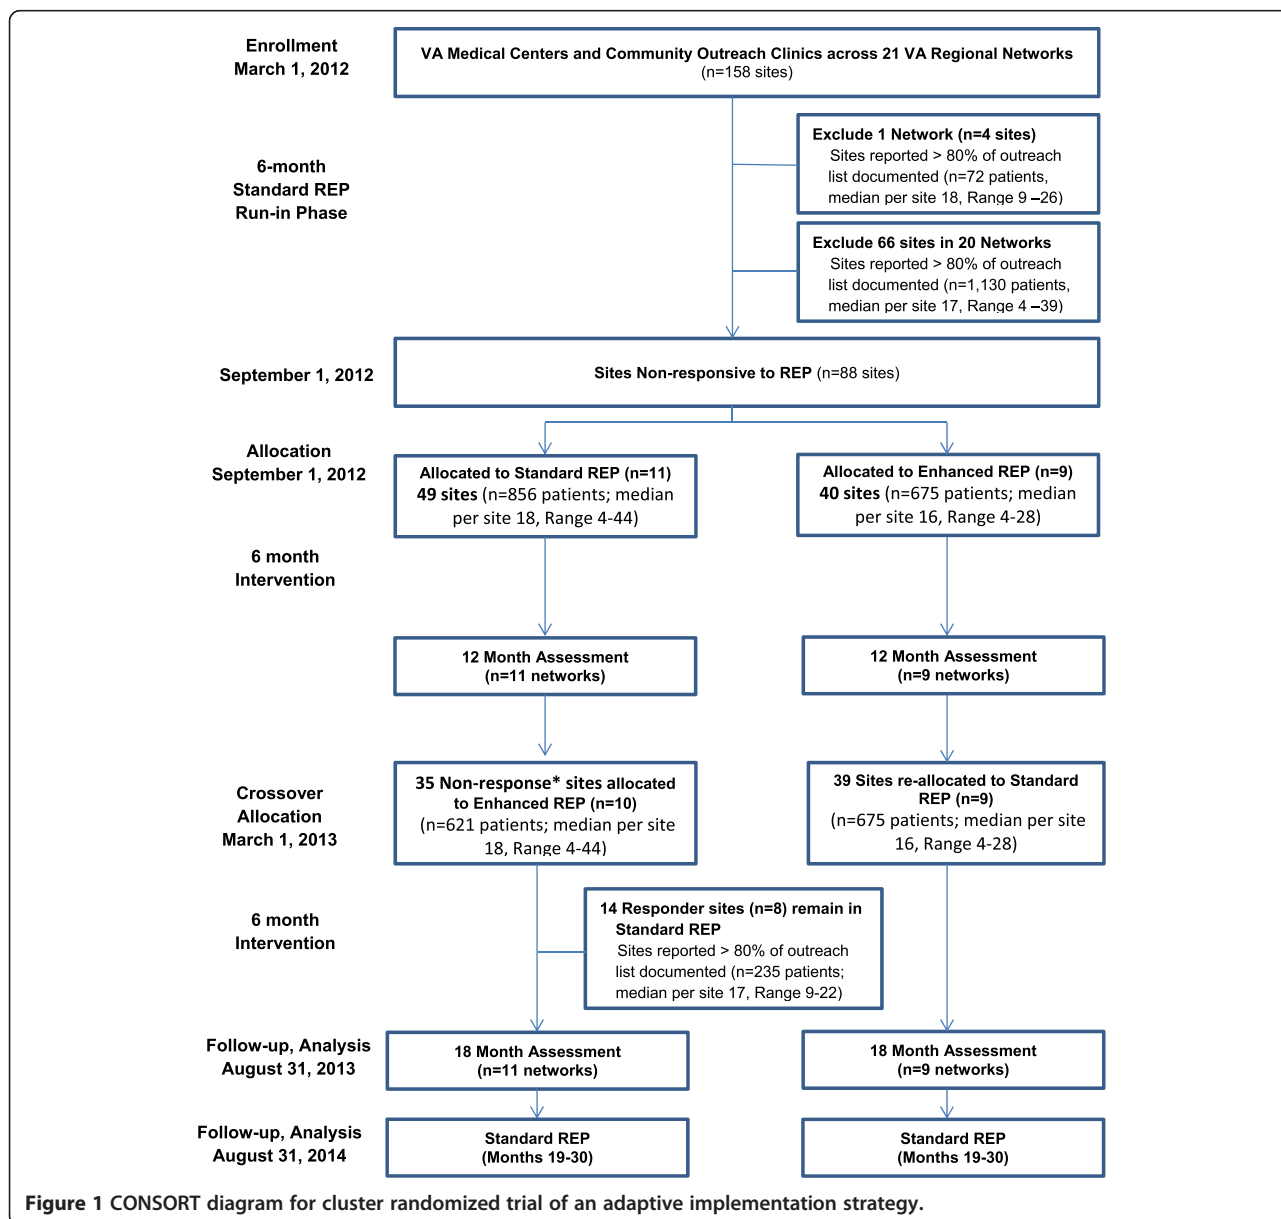 Enrollment
March 1, 2012
VA Medical Centers and Community Outreach Clinics across 21 VA Regional Networks
(n=158 sites)
6-month
Standard REP
Run-in Phase
Exclude 1 Network (n=4 sites)
Sites reported > 80% of outreach
list documented (n=72 patients,
median per site 18, Range 9 –26)
Exclude 66 sites in 20 Networks
Sites reported > 80% of outreach
list documented (n=1,130 patients,
median per site 17, Range 4 –39)
September 1, 2012
Sites Non-responsive to REP (n=88 sites)
Allocation
September 1, 2012
Allocated to Standard REP (n=11)
49 sites (n=856 patients; median
per site 18, Range 4-44)
Allocated to Enhanced REP (n=9)
40 sites (n=675 patients; median
per site 16, Range 4-28)
6 month
Intervention
12 Month Assessment
(n=11 networks)
12 Month Assessment
(n=9 networks)
Crossover
Allocation
March 1, 2013
35 Non-response* sites allocated
to Enhanced REP (n=10)
(n=621 patients; median per site
18, Range 4-44)
39 Sites re-allocated to Standard
REP (n=9)
(n=675 patients; median per site
16, Range 4-28)
6 month
Intervention
14 Responder sites (n=8) remain in
Standard REP
Sites reported > 80% of outreach
list documented (n=235 patients;
median per site 17, Range 9-22)
Follow-up, Analysis
August 31, 2013
18 Month Assessment
(n=11 networks)
18 Month Assessment
(n=9 networks)
Follow-up, Analysis
August 31, 2014
Standard REP
(Months 19-30)
Standard REP
(Months 19-30)
Figure 1 CONSORT diagram for cluster randomized trial of an adaptive implementation strategy.